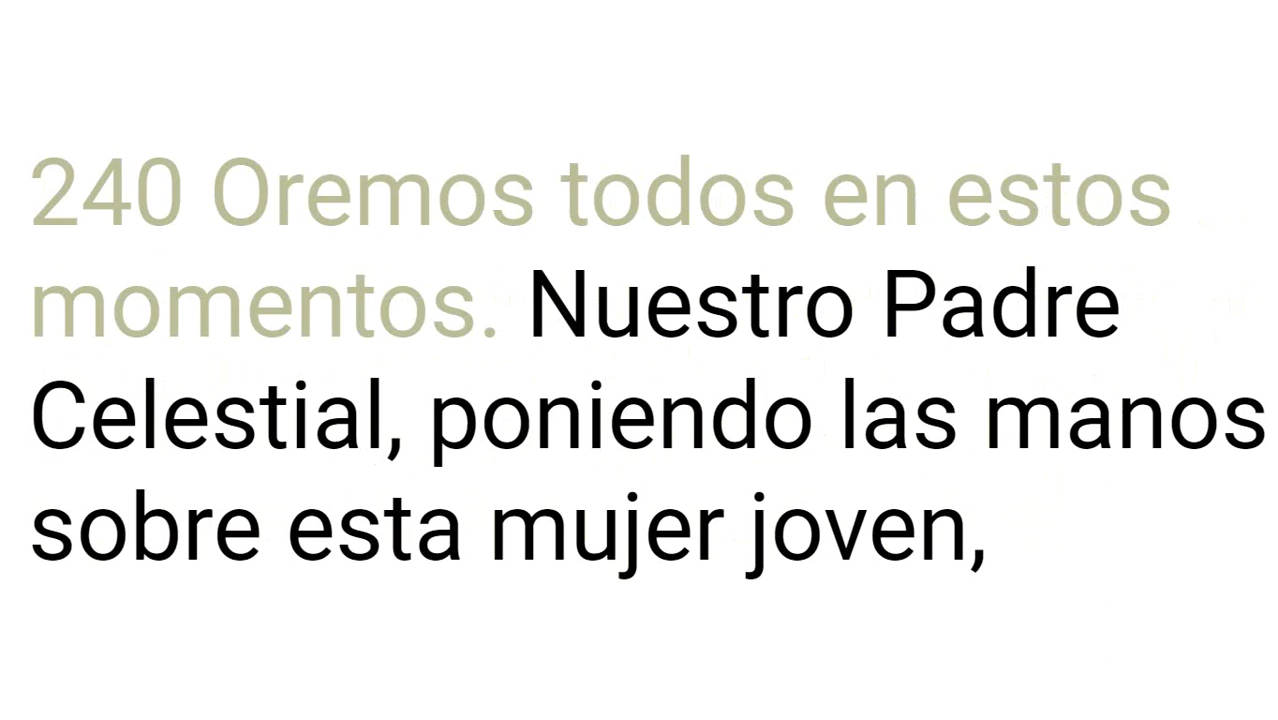 240 Oremos todos en estos
momentos. Nuestro Padre
Celestial, poniendo las manos
sobre esta mujer joven,